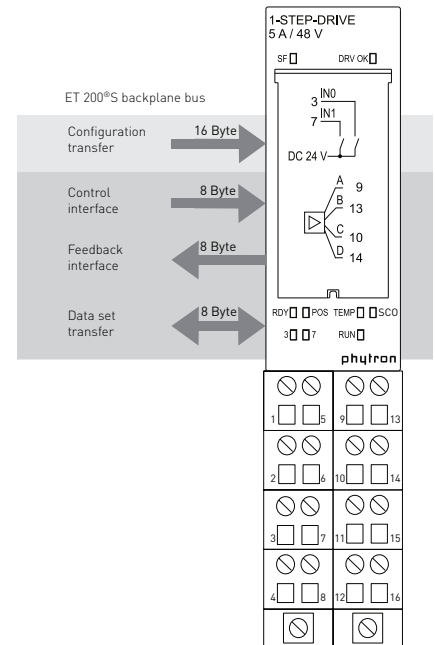 1-STEP-DRIVE
5 A / 48 V
SF DRV OK
ET 200®S backplane bus
IN0
3
IN1
7
DC 24 V
Configuration
transfer
16 Byte
Control
interface
8 Byte
A 9
B 13
C 10
D 14
Feedback
interface
8 Byte
Data set
transfer
8 Byte
RDY POS TEMP SCO
3 7 RUN
phytron
1 5 9 13
2 6 10 14
3 7 11 15
4 8 12 16